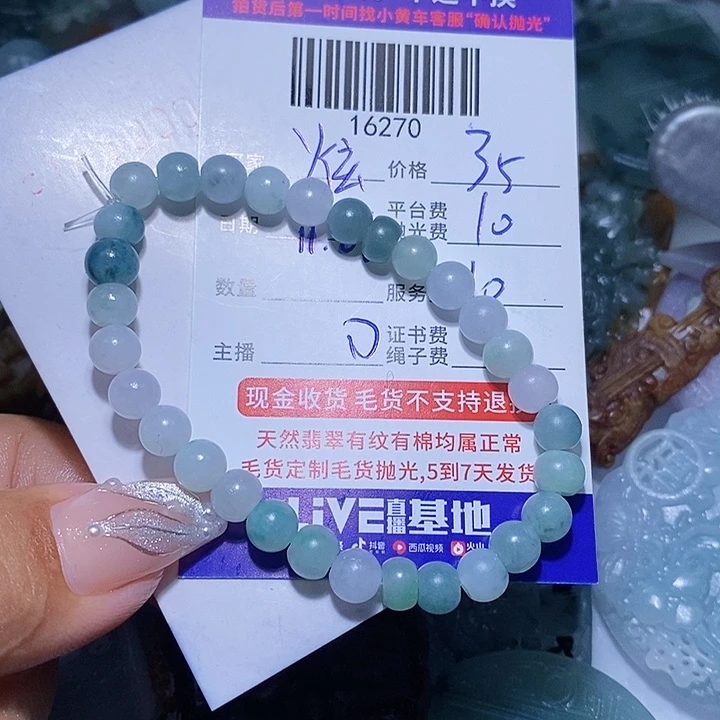 拍货后第一时间找小黄车客服“确认抛光”
16270
炫 价格 35
日期 平台费 10
抛光费
数量 服务
主播 证书费
绳子费
现金收货 毛货不支持退
天然翡翠有纹有棉均属正常
毛货定制毛货抛光,5到7天发货
LiVE直播基地
抖音 西瓜视频 火山